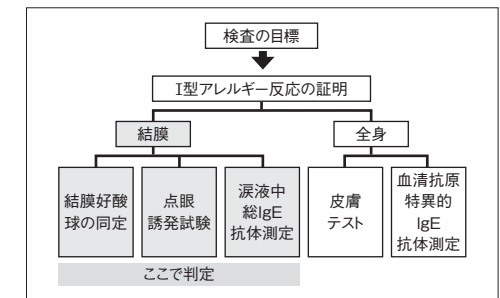 検査の目標
I型アレルギー反応の証明
結膜
全身
結膜好酸
球の同定
点眼
誘発試験
涙液中
総IgE
抗体測定
皮膚
テスト
血清抗原
特異的
IgE
抗体測定
ここで判定